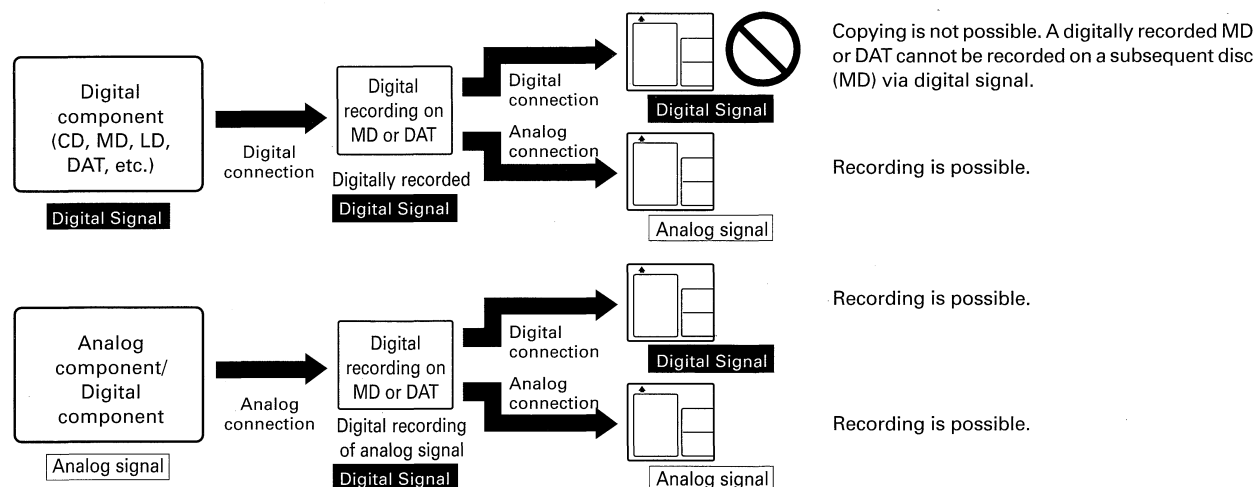 Digital
component
(CD, MD, LD,
DAT, etc.)
Digital Signal
Digital
connection
Digital
recording on
MD or DAT
Digitally recorded
Digital Signal
Digital
connection
Analog
connection
Digital Signal
Copying is not possible. A digitally recorded MD
or DAT cannot be recorded on a subsequent disc
(MD) via digital signal.
Analog signal
Recording is possible.
Analog
component/
Digital
component
Analog signal
Analog
connection
Digital
recording on
MD or DAT
Digital recording
of analog signal
Digital Signal
Digital
connection
Analog
connection
Digital Signal
Recording is possible.
Analog signal
Recording is possible.